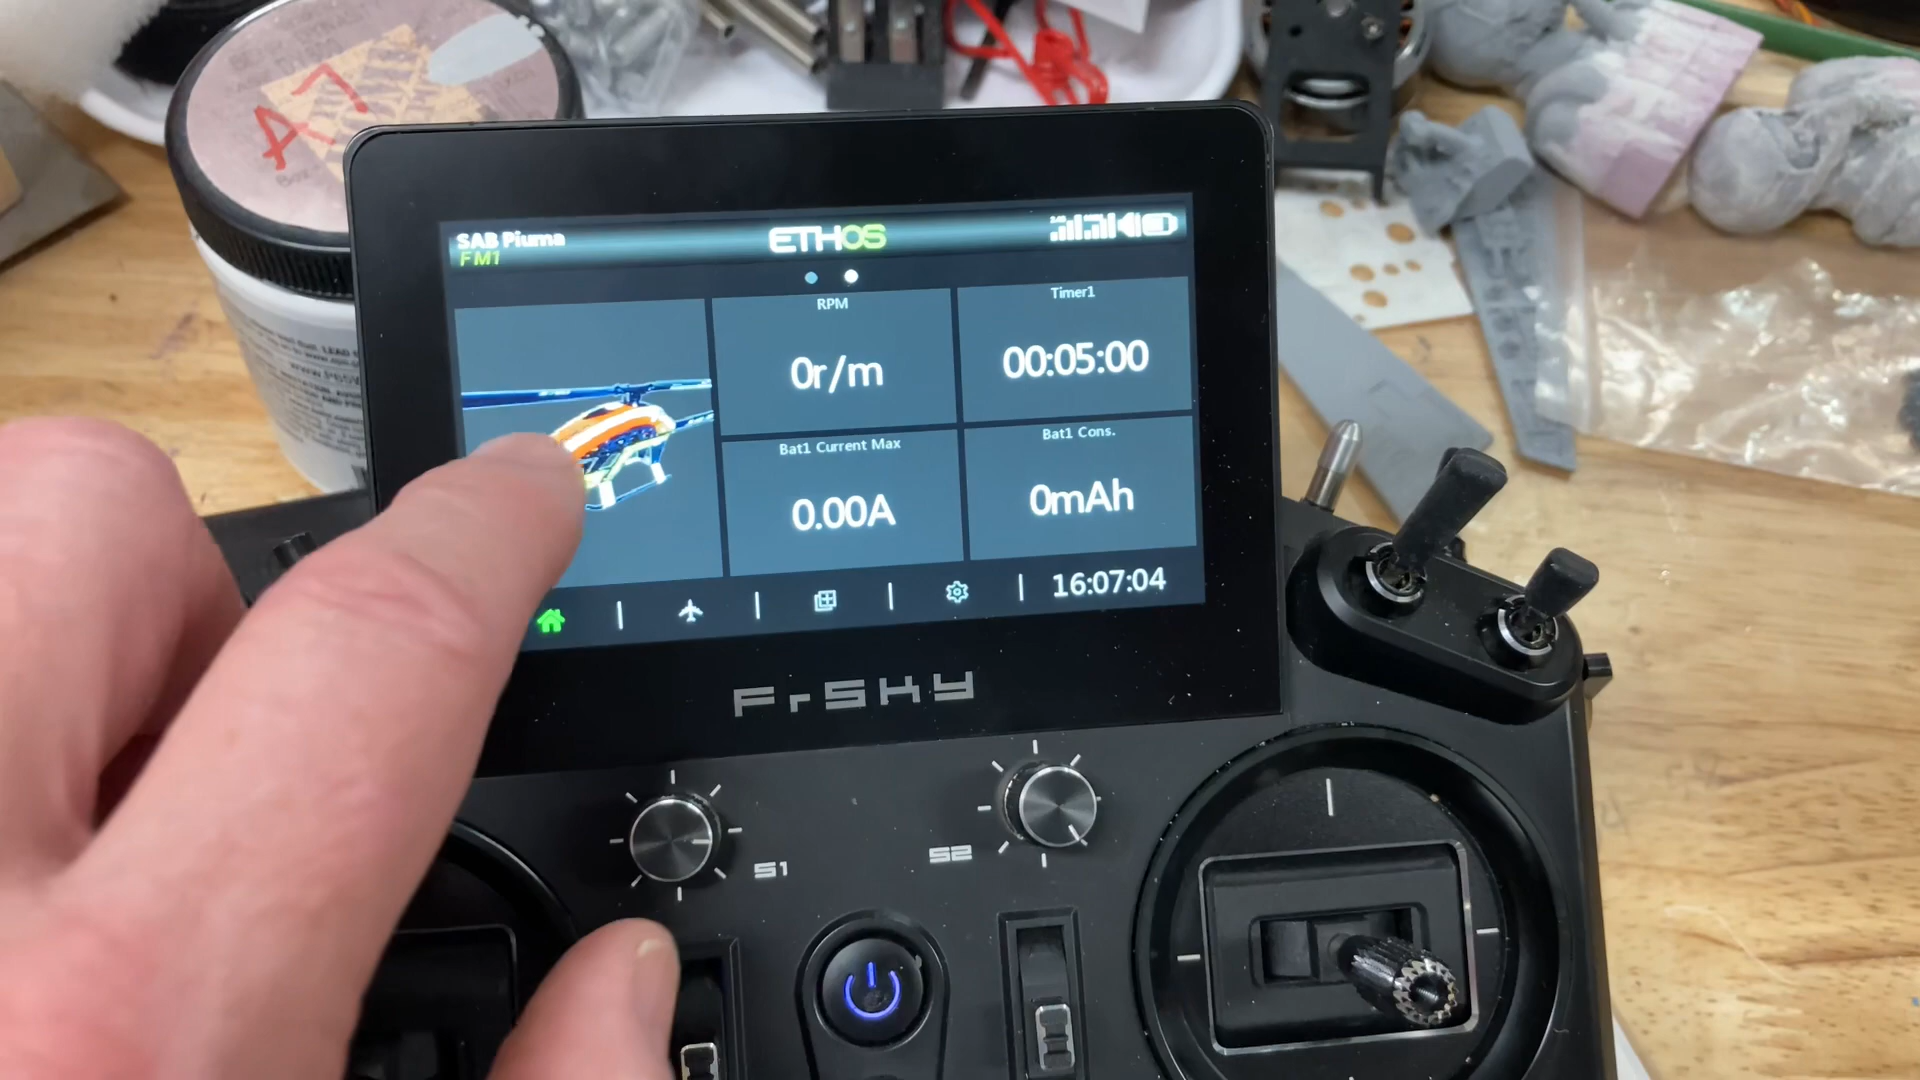 A7
SAB Piuma
FM1
ETHOS
RPM
0r/m
Timer1
00:05:00
Bat1 Current Max
0.00A
Bat1 Cons.
0mAh
16:07:04
FrSKY
S1
S2